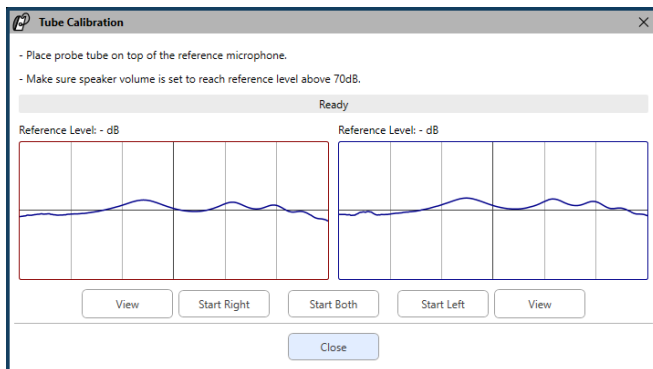 Tube Calibration
- Place probe tube on top of the reference microphone.
- Make sure speaker volume is set to reach reference level above 70dB.
Ready
Reference Level: - dB
Reference Level: - dB
View
Start Right
Start Both
Start Left
View
Close